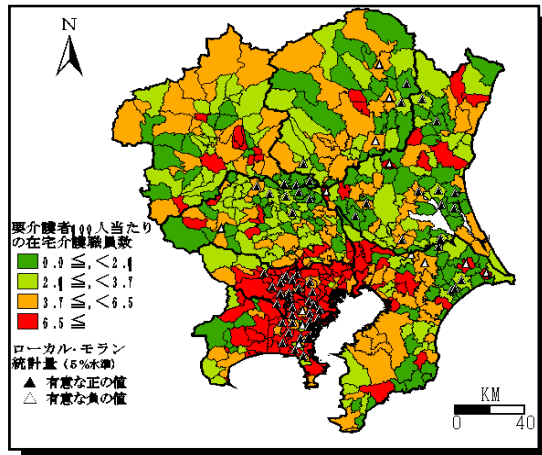 N
要介護者100人当たり
の在宅介護職員数
0.0 ≦, < 2.4
2.4 ≦, < 3.7
3.7 ≦, < 6.5
6.5 ≦
ローカル・モラン
統計量 (5%水準)
▲ 有意な正の値
△ 有意な負の値
KM
0 40